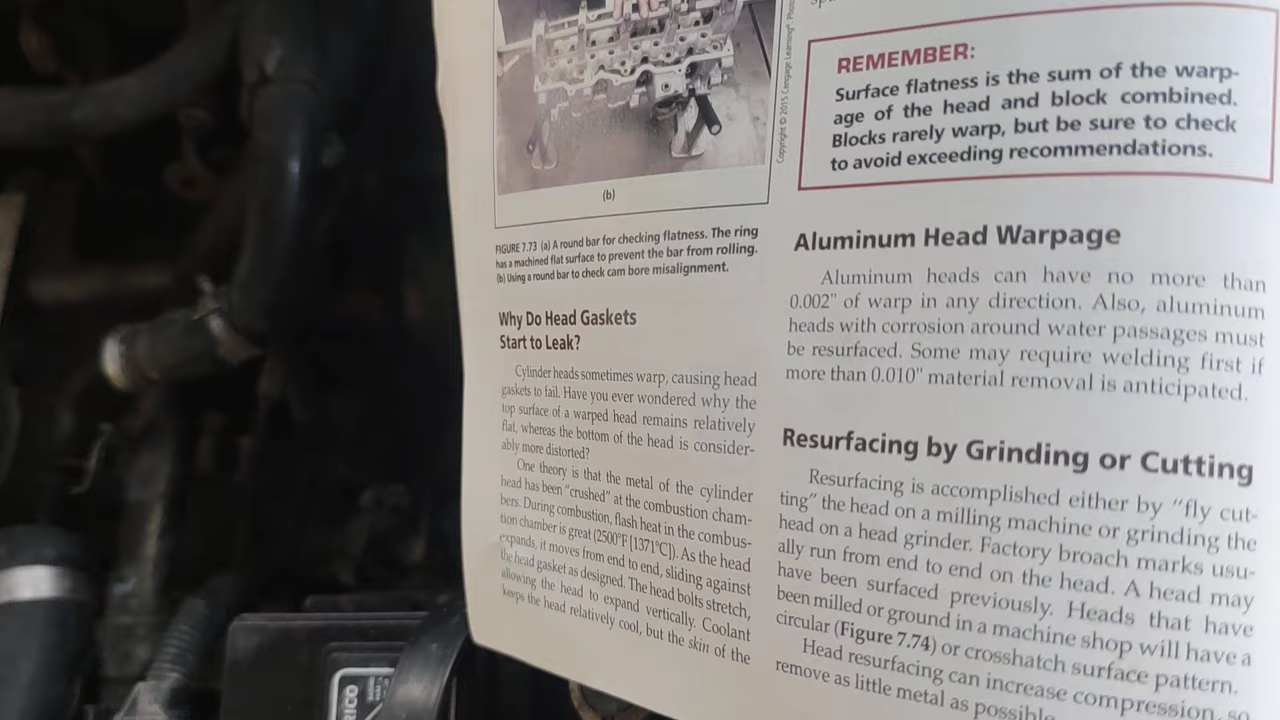 Copyright © 2015 Cengage Learning®.
(b)
FIGURE 7.73 (a) A round bar for checking flatness. The ring
has a machined flat surface to prevent the bar from rolling.
(b) Using a round bar to check cam bore misalignment.
Why Do Head Gaskets
Start to Leak?
Cylinder heads sometimes warp, causing head
gaskets to fail. Have you ever wondered why the
top surface of a warped head remains relatively
flat, whereas the bottom of the head is consider-
ably more distorted?
One theory is that the metal of the cylinder
head has been "crushed" at the combustion cham-
bers. During combustion, flash heat in the combus-
tion chamber is great (2500°F [1371°C]). As the head
expands, it moves from end to end, sliding against
the head gasket as designed. The head bolts stretch,
allowing the head to expand vertically. Coolant
keeps the head relatively cool, but the skin of the
REMEMBER:
Surface flatness is the sum of the warp-
age of the head and block combined.
Blocks rarely warp, but be sure to check
to avoid exceeding recommendations.
Aluminum Head Warpage
Aluminum heads can have no more than
0.002" of warp in any direction. Also, aluminum
heads with corrosion around water passages must
be resurfaced. Some may require welding first if
more than 0.010" material removal is anticipated.
Resurfacing by Grinding or Cutting
Resurfacing is accomplished either by "fly cut-
ting" the head on a milling machine or grinding the
head on a head grinder. Factory broach marks usu-
ally run from end to end on the head. A head may
have been surfaced previously. Heads that have
been milled or ground in a machine shop will have a
circular (Figure 7.74) or crosshatch surface pattern.
Head resurfacing can increase compression, so
remove as little metal as possible
RICO